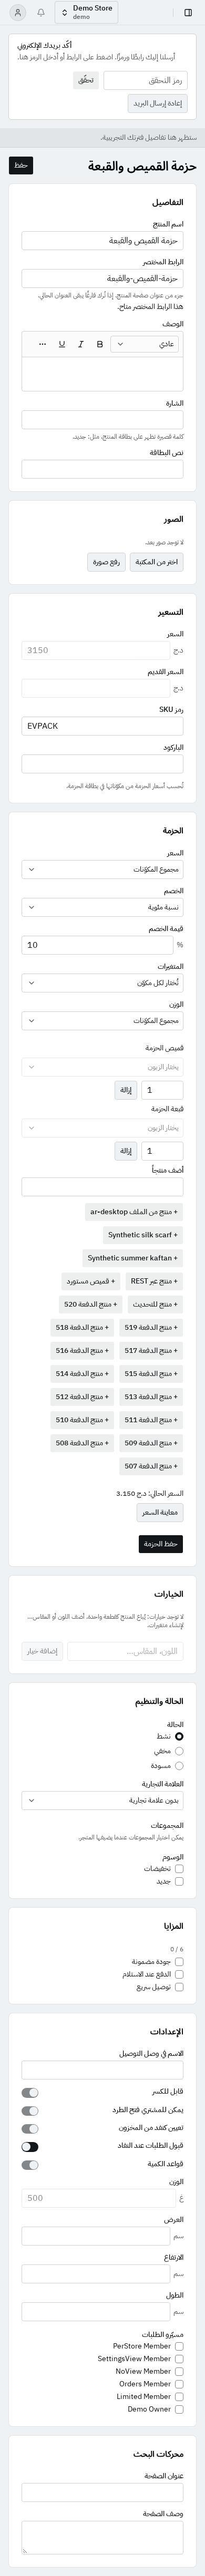 Demo Store
demo
أكّد بريدك الإلكتروني
أرسلنا إليك رابطًا ورمزًا. اضغط على الرابط أو أدخل الرمز هنا.
رمز التحقق
تحقّق
إعادة إرسال البريد
ستظهر هنا تفاصيل فترتك التجريبية.
حزمة القميص والقبعة
حفظ
التفاصيل
اسم المنتج
حزمة القميص والقبعة
الرابط المختصر
حزمة-القميص-والقبعة
جزء من عنوان صفحة المنتج. إذا تُرك فارغًا يبقى العنوان الحالي.
هذا الرابط المختصر متاح.
الوصف
عادي
B I U
الشارة
كلمة قصيرة تظهر على بطاقة المنتج، مثل: جديد.
نص البطاقة
الصور
لا توجد صور بعد.
اختر من المكتبة
رفع صورة
التسعير
السعر
د.ج
3150
السعر القديم
د.ج
رمز SKU
EVPACK
الباركود
تُحسب أسعار الحزمة من مكوّناتها في بطاقة الحزمة.
الحزمة
السعر
مجموع المكوّنات
الخصم
نسبة مئوية
قيمة الخصم
%
10
المتغيرات
تُختار لكل مكوّن
الوزن
مجموع المكوّنات
قميص الحزمة
يختار الزبون
1
إزالة
قبعة الحزمة
يختار الزبون
1
إزالة
أضف منتجاً
+ منتج من الملف ar-desktop
+ Synthetic silk scarf
+ Synthetic summer kaftan
+ منتج عبر REST
+ قميص مستورد
+ منتج للتحديث
+ منتج الدفعة 520
+ منتج الدفعة 519
+ منتج الدفعة 518
+ منتج الدفعة 517
+ منتج الدفعة 516
+ منتج الدفعة 515
+ منتج الدفعة 514
+ منتج الدفعة 513
+ منتج الدفعة 512
+ منتج الدفعة 511
+ منتج الدفعة 510
+ منتج الدفعة 509
+ منتج الدفعة 508
+ منتج الدفعة 507
السعر الحالي: د.ج 3.150
معاينة السعر
حفظ الحزمة
الخيارات
لا توجد خيارات: يُباع المنتج كقطعة واحدة. أضف اللون أو المقاس…
لإنشاء متغيرات.
اللون، المقاس…
إضافة خيار
الحالة والتنظيم
الحالة
نشط
مخفي
مسودة
العلامة التجارية
بدون علامة تجارية
المجموعات
يمكن اختيار المجموعات عندما يضيفها المتجر.
الوسوم
تخفيضات
جديد
المزايا
0 / 6
جودة مضمونة
الدفع عند الاستلام
توصيل سريع
الإعدادات
الاسم في وصل التوصيل
قابل للكسر
يمكن للمشتري فتح الطرد
تعيين كنفد من المخزون
قبول الطلبات عند النفاد
قواعد الكمية
الوزن
غ
500
العرض
سم
الارتفاع
سم
الطول
سم
مسيّرو الطلبات
PerStore Member
SettingsView Member
NoView Member
Orders Member
Limited Member
Demo Owner
محركات البحث
عنوان الصفحة
وصف الصفحة